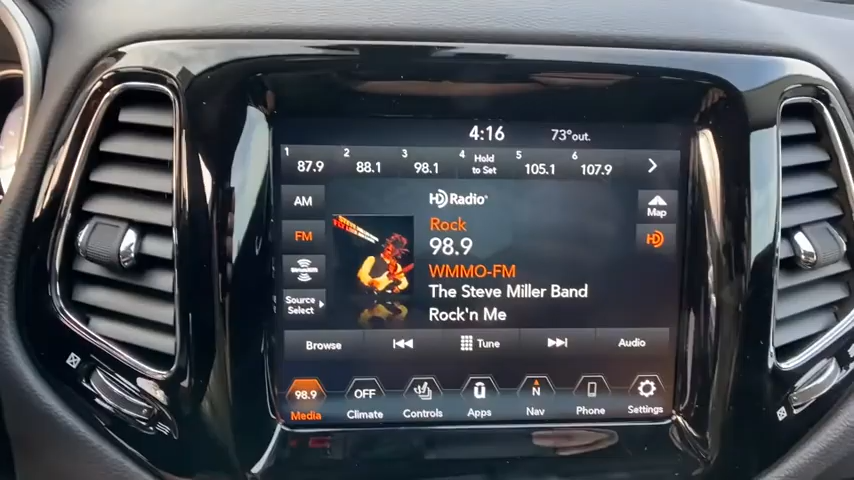 4:16 73°out.
1 87.9 2 88.1 3 98.1 4 Hold to Set 5 105.1 6 107.9
AM
FM
SiriusXM
Source Select
HD Radio
Rock
98.9
WMMO-FM
The Steve Miller Band
Rock'n Me
Map
HD
Browse Tune Audio
98.9 OFF N
Media Climate Controls Apps Nav Phone Settings